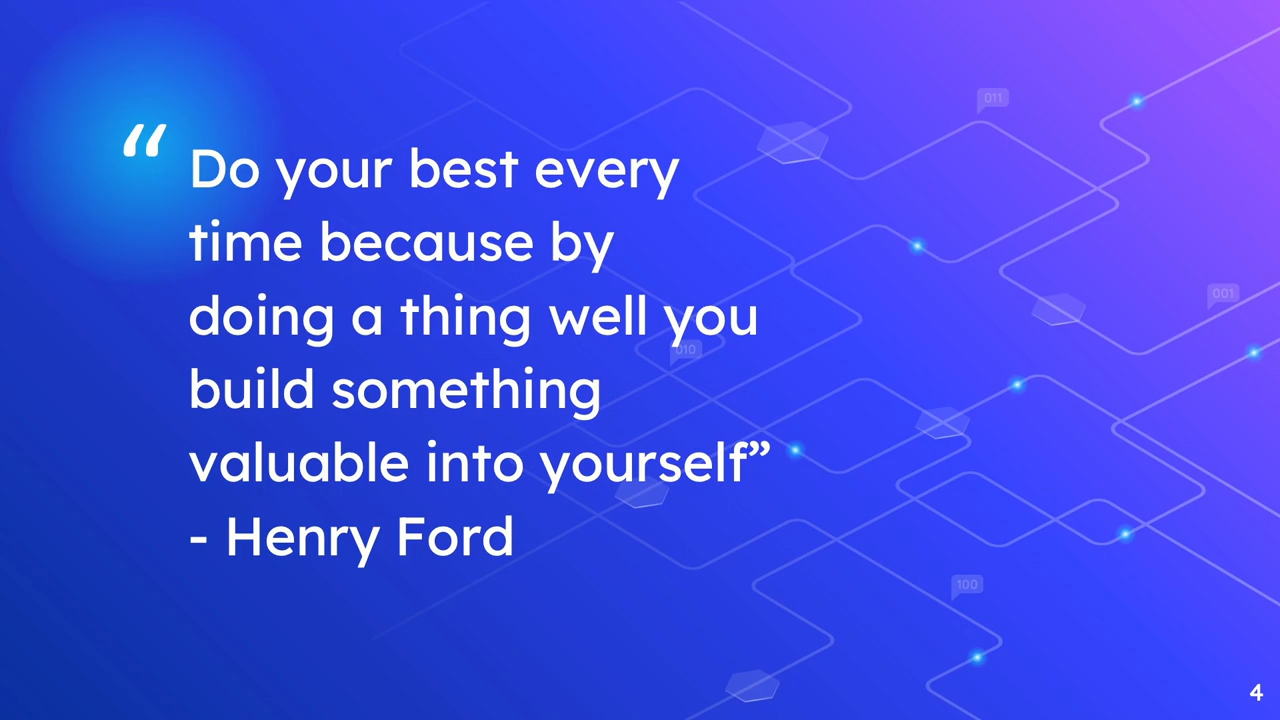 “ Do your best every
time because by
doing a thing well you
build something
valuable into yourself”
- Henry Ford
011
001
010
100
4